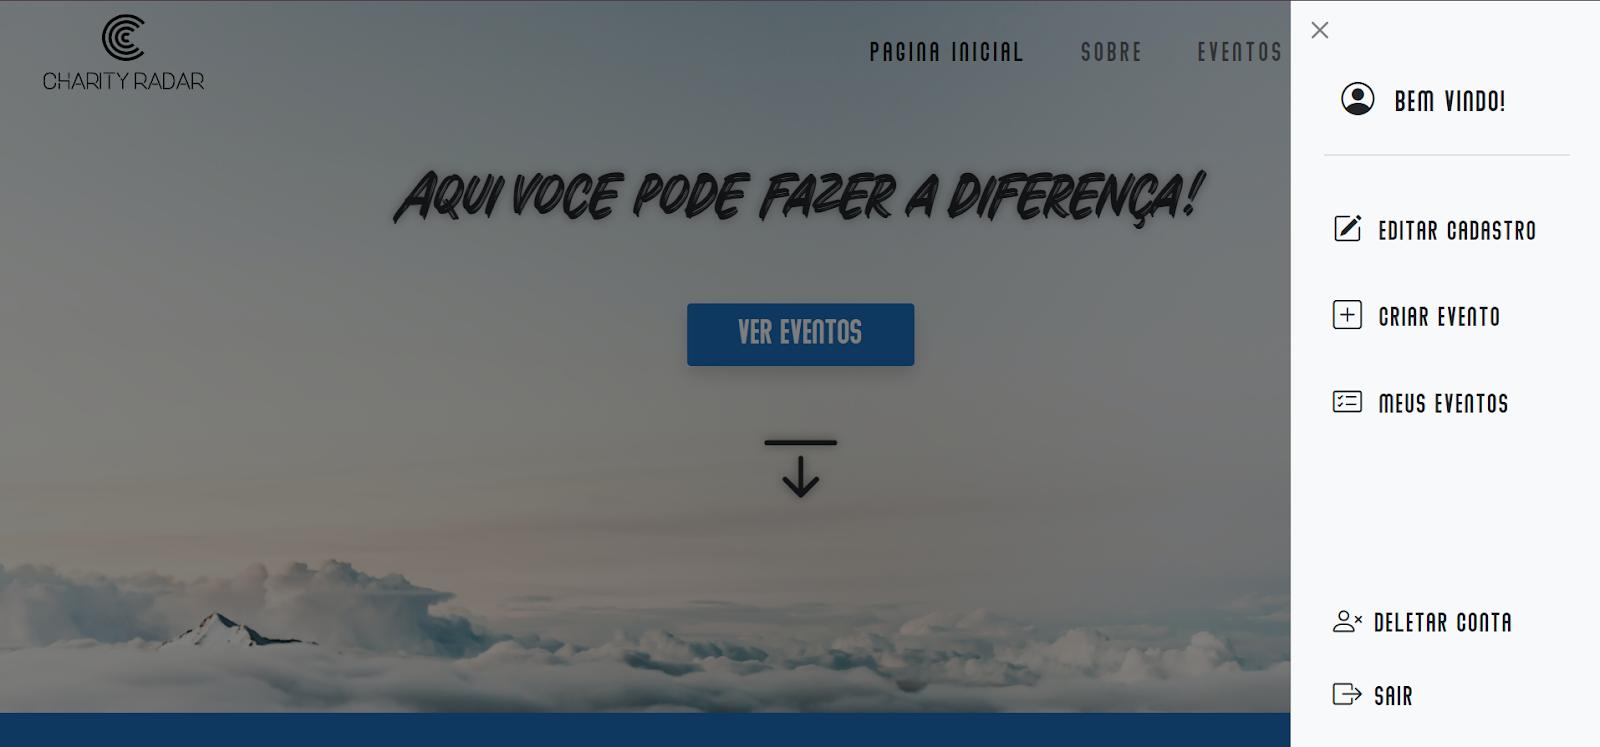 CHARITY RADAR
PAGINA INICIAL
SOBRE
EVENTOS
AQUI VOCE PODE FAZER A DIFERENÇA!
VER EVENTOS
BEM VINDO!
EDITAR CADASTRO
CRIAR EVENTO
MEUS EVENTOS
DELETAR CONTA
SAIR